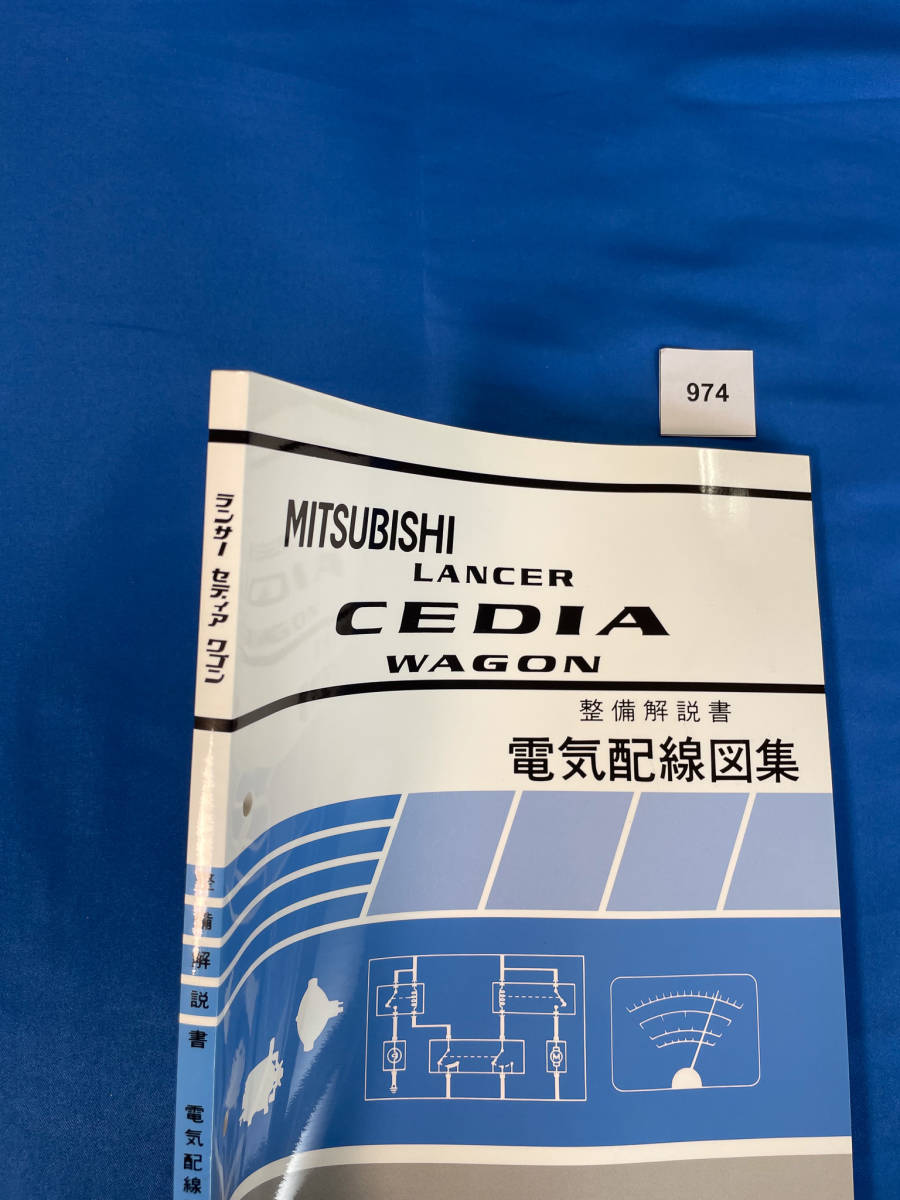 974
MITSUBISHI
LANCER
CEDIA
WAGON
整備解説書
電気配線図集
ランサー セディア ワゴン
整備解説書
電気配線
M